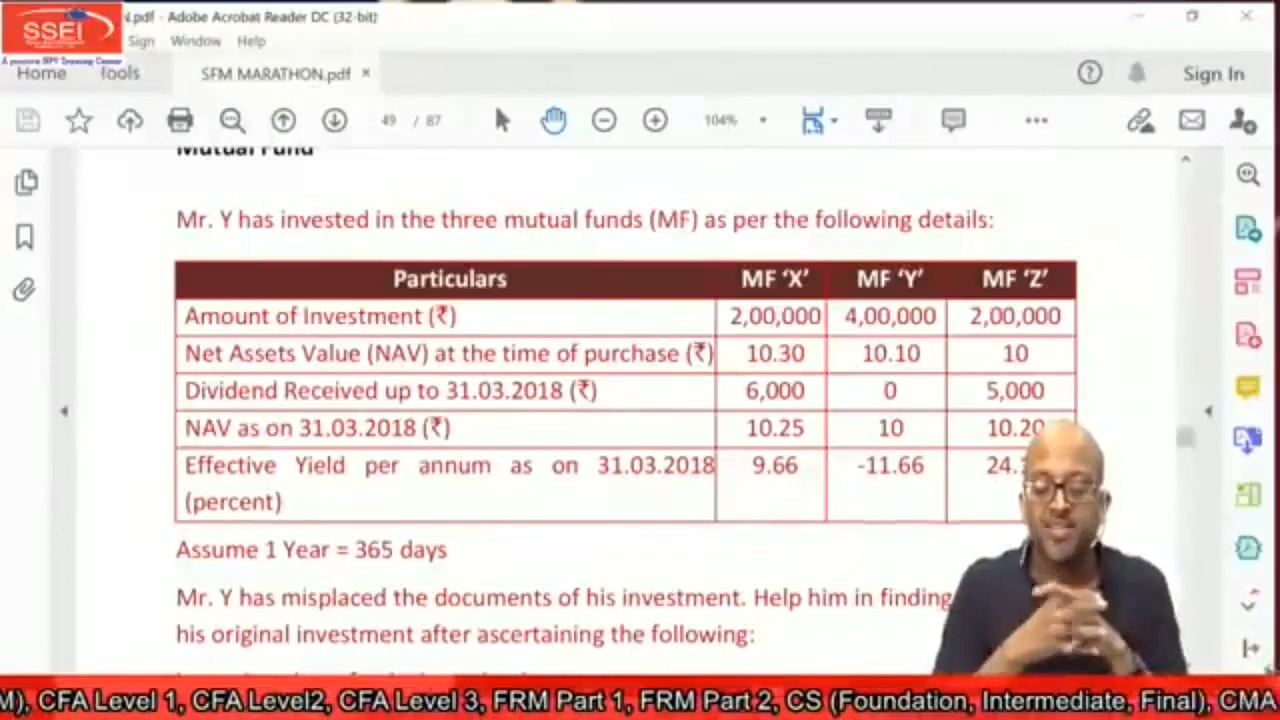 SSEI
.pdf - Adobe Acrobat Reader DC (32-bit)
Sign Window Help
Home Tools SFM MARATHON.pdf × Sign In
49 / 87 104%
Mutual Fund
Mr. Y has invested in the three mutual funds (MF) as per the following details:
Particulars MF ‘X’ MF ‘Y’ MF ‘Z’
Amount of Investment (₹) 2,00,000 4,00,000 2,00,000
Net Assets Value (NAV) at the time of purchase (₹) 10.30 10.10 10
Dividend Received up to 31.03.2018 (₹) 6,000 0 5,000
NAV as on 31.03.2018 (₹) 10.25 10 10.20
Effective Yield per annum as on 31.03.2018 9.66 -11.66 24.
(percent)
Assume 1 Year = 365 days
Mr. Y has misplaced the documents of his investment. Help him in finding
his original investment after ascertaining the following:
M), CFA Level 1, CFA Level2, CFA Level 3, FRM Part 1, FRM Part 2, CS (Foundation, Intermediate, Final), CMA